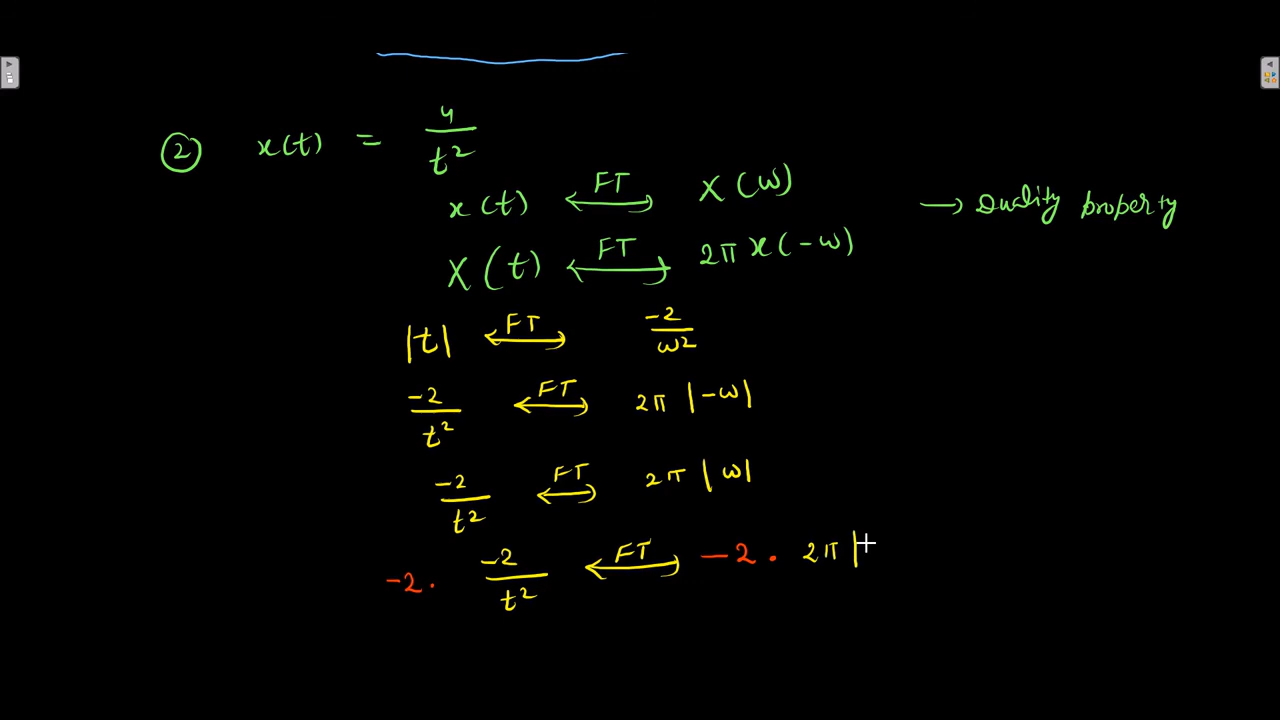 ② x(t) = 4/t²
x(t) ⟷ FT X(ω) → Duality property
X(t) ⟷ FT 2π x(-ω)
|t| ⟷ FT -2/ω²
-2/t² ⟷ FT 2π |-ω|
-2/t² ⟷ FT 2π |ω|
-2. -2/t² ⟷ FT -2. 2π |